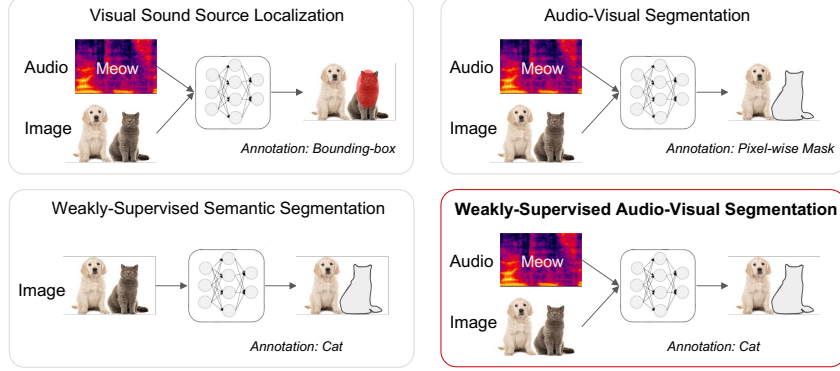 Visual Sound Source Localization
Audio
Meow
Image
Annotation: Bounding-box
Audio-Visual Segmentation
Audio
Meow
Image
Annotation: Pixel-wise Mask
Weakly-Supervised Semantic Segmentation
Image
Annotation: Cat
Weakly-Supervised Audio-Visual Segmentation
Audio
Meow
Image
Annotation: Cat